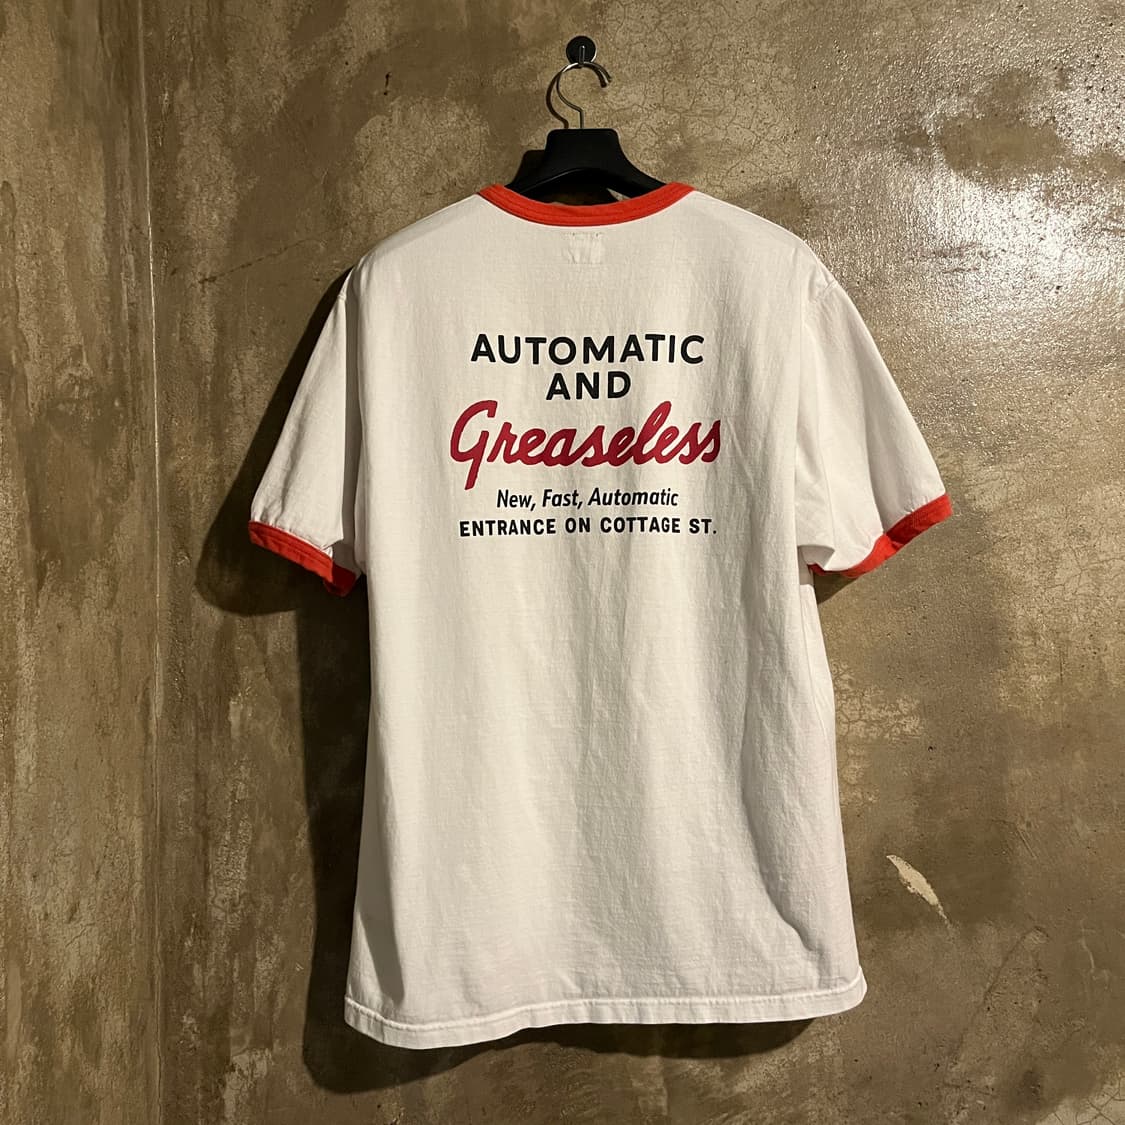 AUTOMATIC
AND
Greaseless
New, Fast, Automatic
ENTRANCE ON COTTAGE ST.